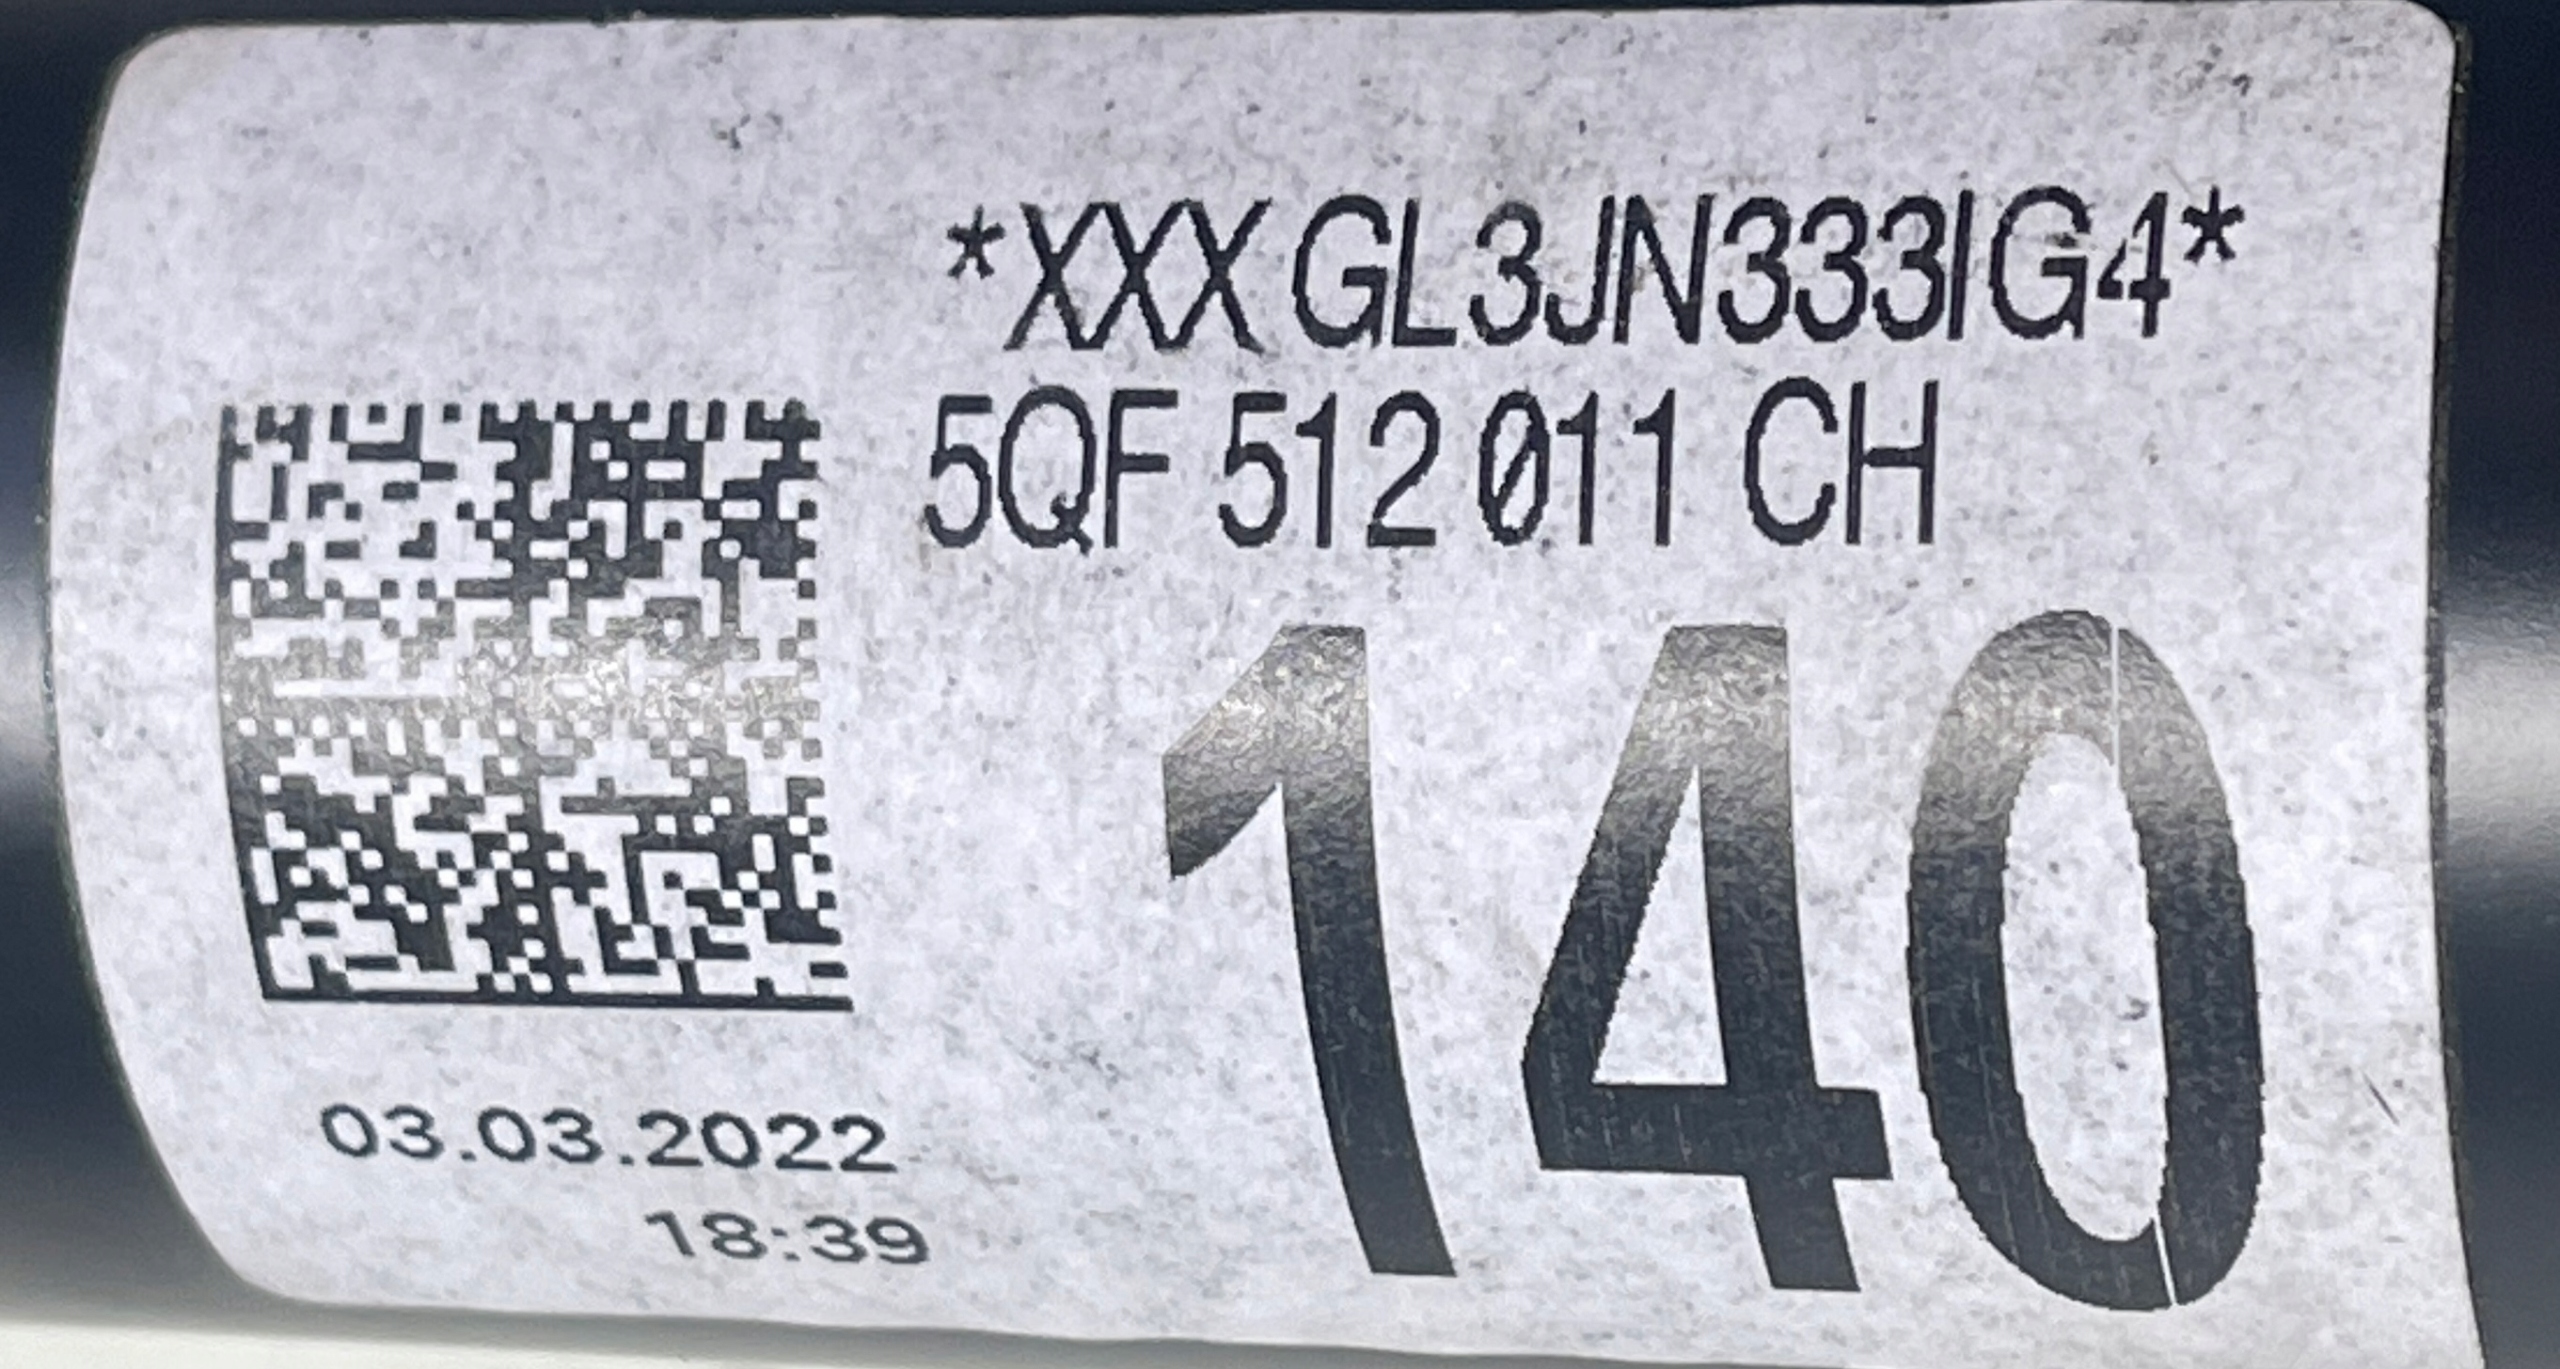 *XXX GL3JN333IG4*
5QF 512 011 CH
140
03.03.2022
18:39